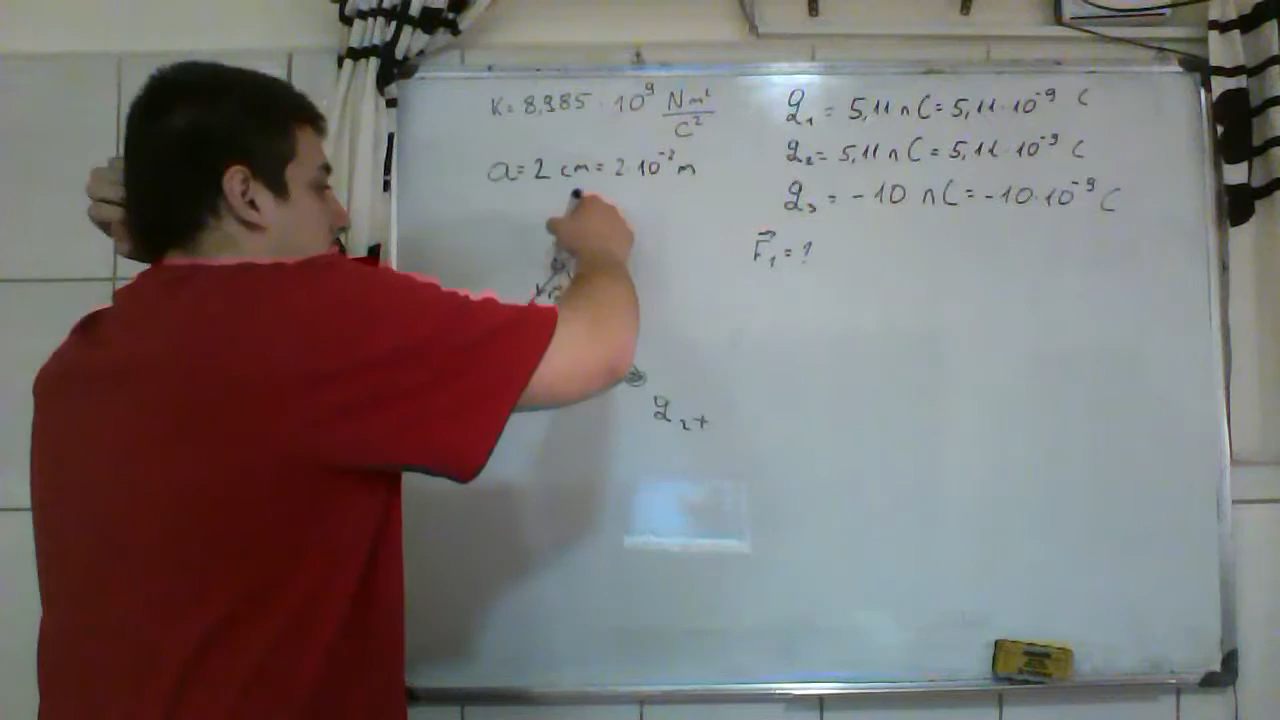 K = 8,985 · 10⁹ Nm²/C²
a = 2 cm = 2 10⁻² m
q₁ = 5,11 nC = 5,11 · 10⁻⁹ C
q₂ = 5,11 nC = 5,11 · 10⁻⁹ C
q₃ = -10 nC = -10 · 10⁻⁹ C
F⃗₁ = ?
q₂+